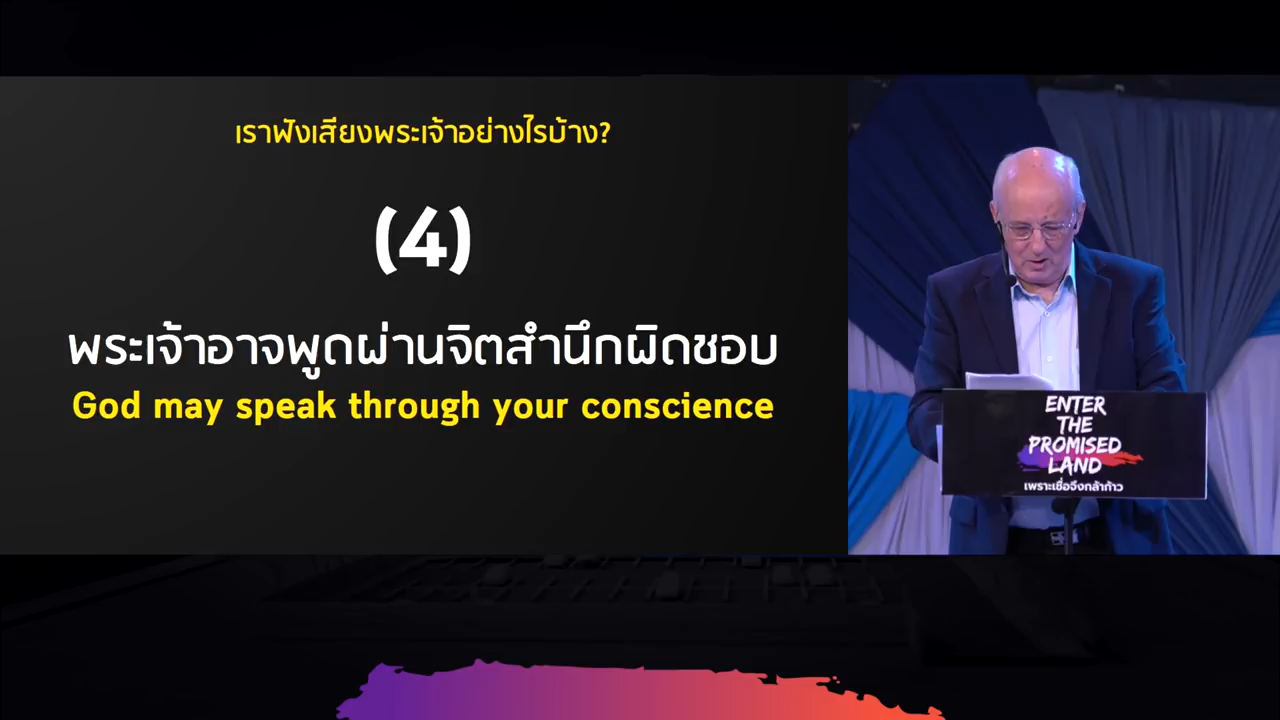 เราฟังเสียงพระเจ้าอย่างไรบ้าง?
(4)
พระเจ้าอาจพูดผ่านจิตสำนึกผิดชอบ
God may speak through your conscience
ENTER
THE
PROMISED
LAND
เพราะเชื่อจึงกล้าก้าว